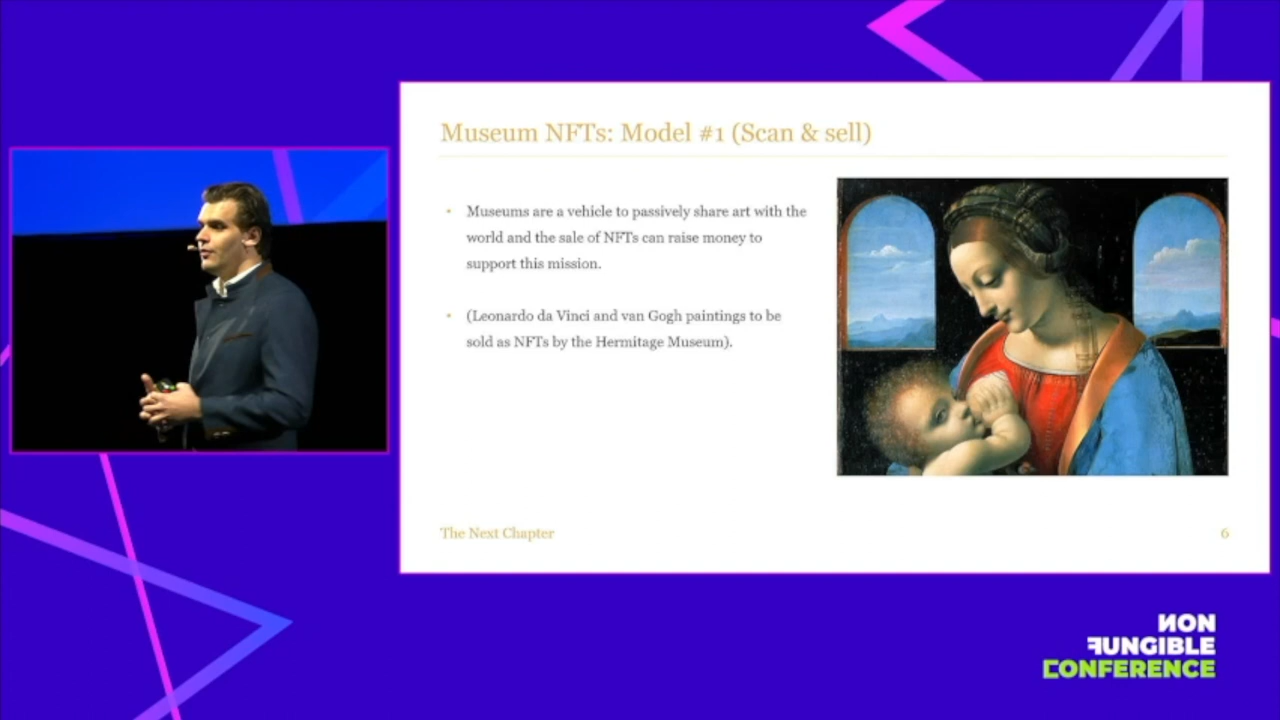 Museum NFTs: Model #1 (Scan & sell)
• Museums are a vehicle to passively share art with the
world and the sale of NFTs can raise money to
support this mission.
• (Leonardo da Vinci and van Gogh paintings to be
sold as NFTs by the Hermitage Museum).
The Next Chapter
6
NON
FUNGIBLE
CONFERENCE